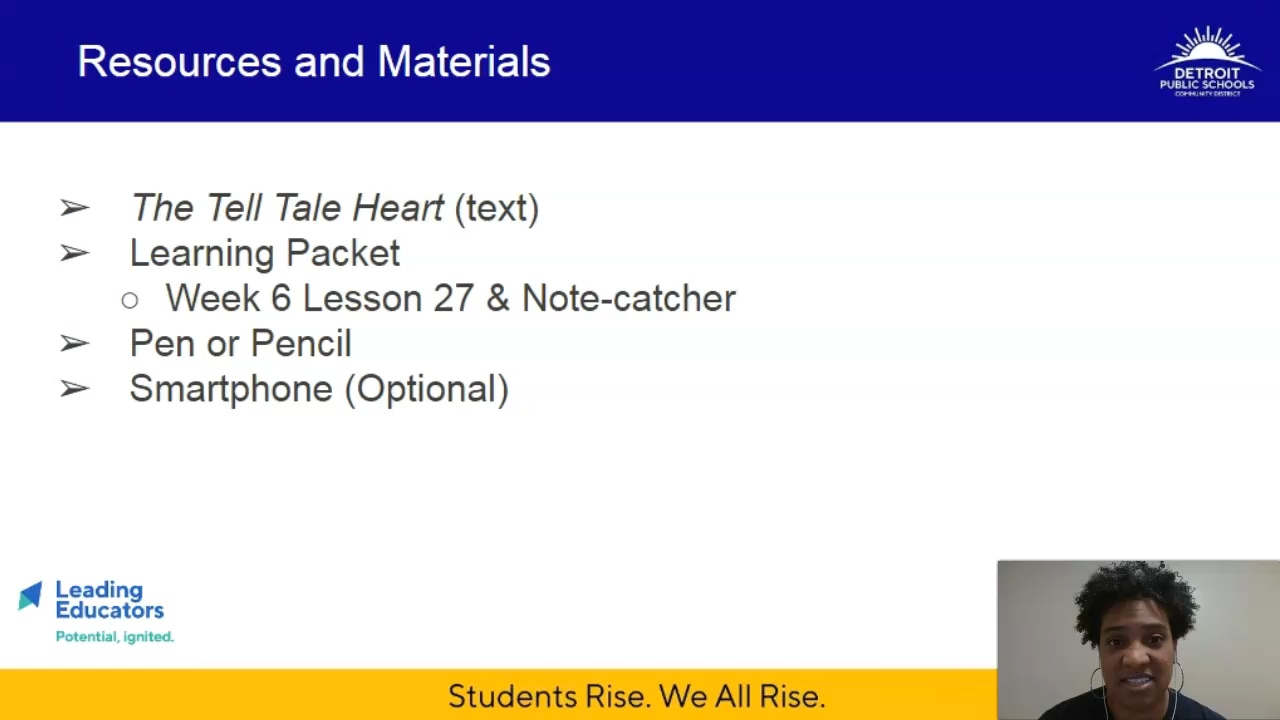 Resources and Materials
DETROIT
PUBLIC SCHOOLS
COMMUNITY DISTRICT
➢ The Tell Tale Heart (text)
➢ Learning Packet
○ Week 6 Lesson 27 & Note-catcher
➢ Pen or Pencil
➢ Smartphone (Optional)
Leading
Educators
Potential, ignited.
Students Rise. We All Rise.